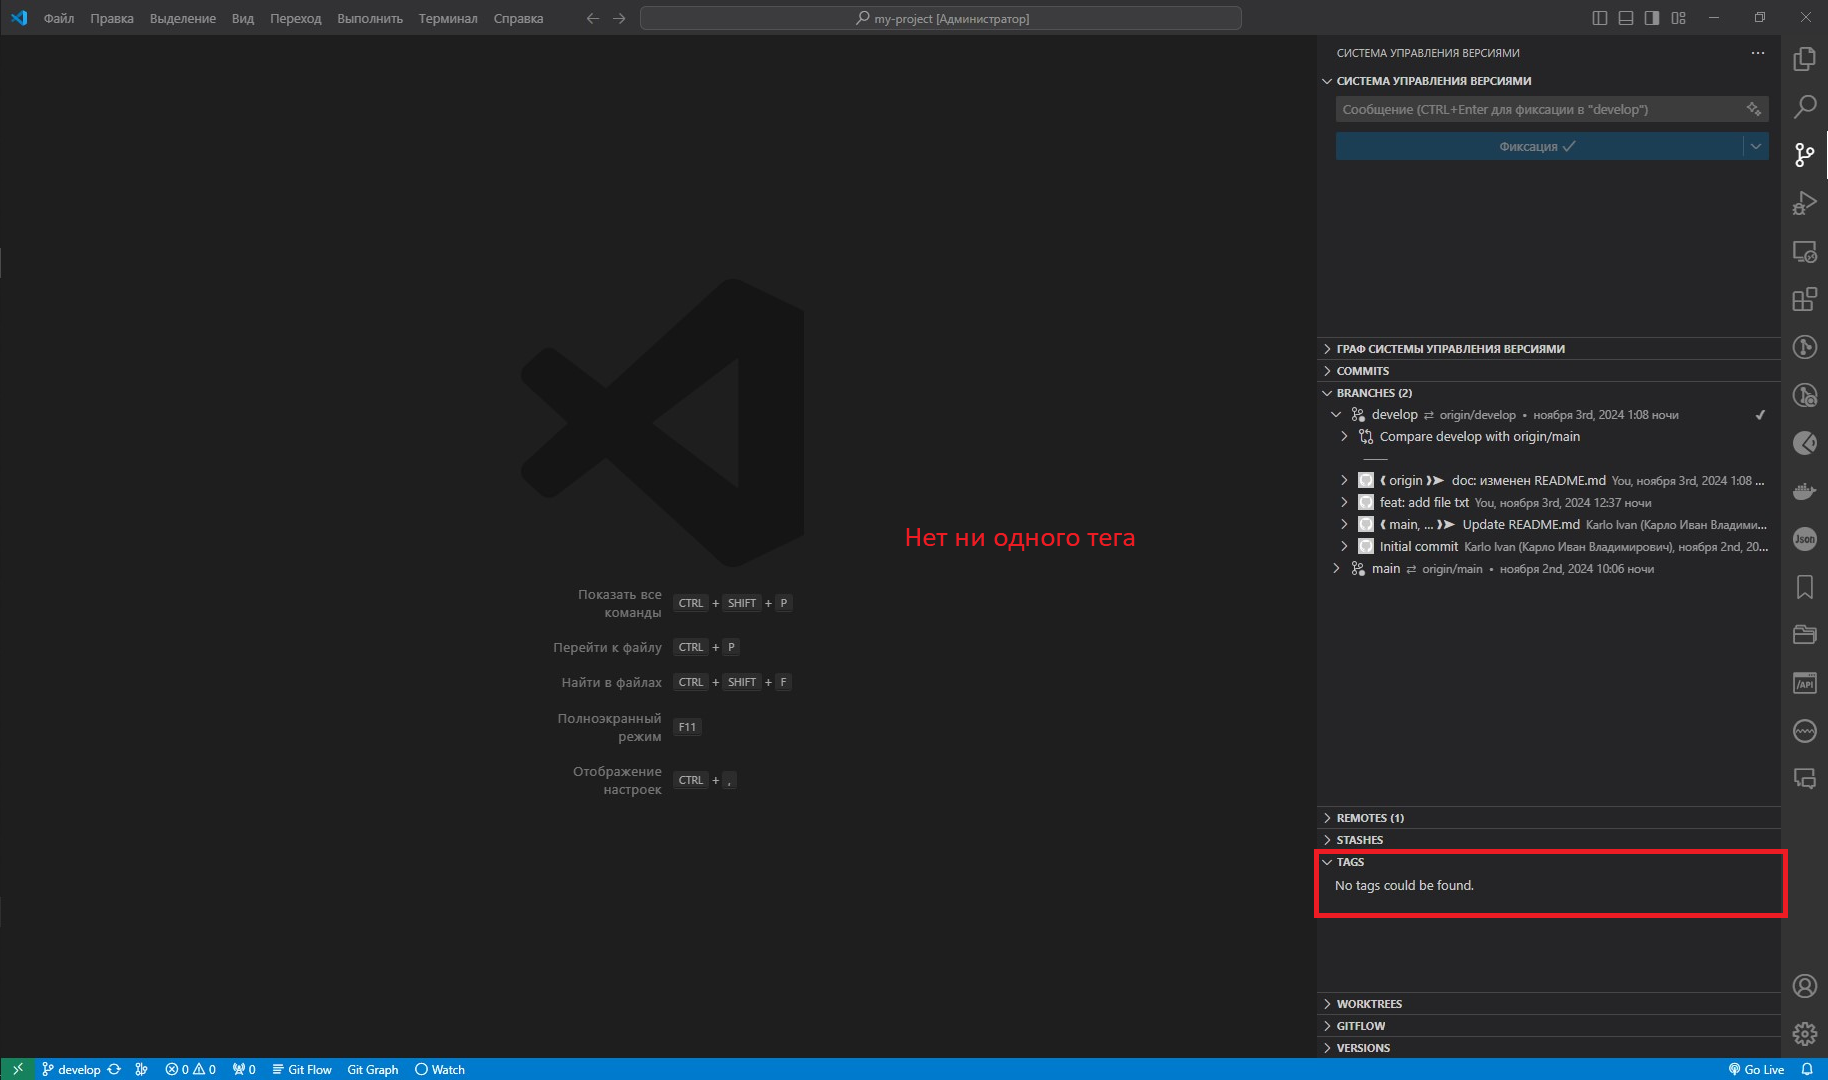 Файл Правка Выделение Вид Переход Выполнить Терминал Справка
my-project [Администратор]
СИСТЕМА УПРАВЛЕНИЯ ВЕРСИЯМИ
СИСТЕМА УПРАВЛЕНИЯ ВЕРСИЯМИ
Сообщение (CTRL+Enter для фиксации в "develop")
Фиксация
ГРАФ СИСТЕМЫ УПРАВЛЕНИЯ ВЕРСИЯМИ
COMMITS
BRANCHES (2)
develop ⇄ origin/develop • ноября 3rd, 2024 1:08 ночи
Compare develop with origin/main
origin doc: изменен README.md You, ноября 3rd, 2024 1:08 ...
feat: add file txt You, ноября 3rd, 2024 12:37 ночи
main, ... Update README.md Karlo Ivan (Карло Иван Владими...
Initial commit Karlo Ivan (Карло Иван Владимирович), ноября 2nd, 20...
main ⇄ origin/main • ноября 2nd, 2024 10:06 ночи
Нет ни одного тега
Показать все
команды
CTRL + SHIFT + P
Перейти к файлу CTRL + P
Найти в файлах CTRL + SHIFT + F
Полноэкранный
режим
F11
Отображение
настроек
CTRL + ,
REMOTES (1)
STASHES
TAGS
No tags could be found.
WORKTREES
GITFLOW
VERSIONS
Json
/API
develop 0 0 0 Git Flow Git Graph Watch Go Live